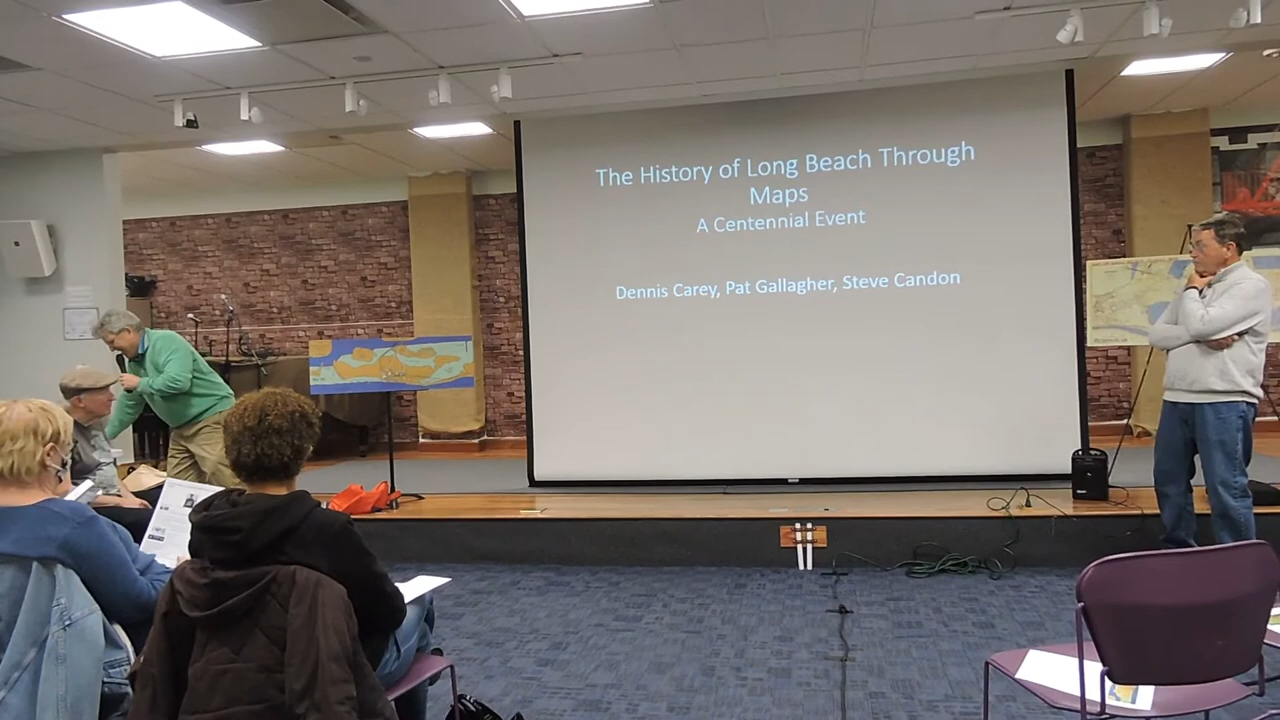 The History of Long Beach Through
Maps
A Centennial Event
Dennis Carey, Pat Gallagher, Steve Candon